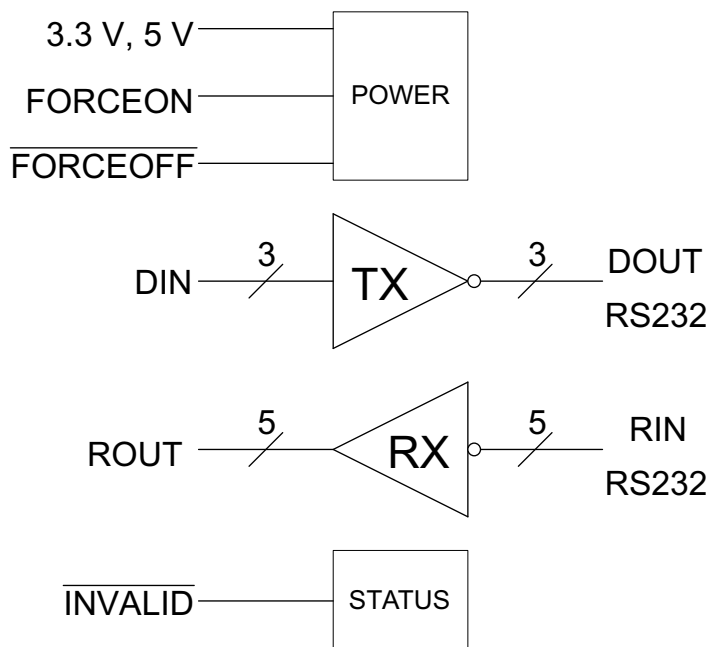 3.3 V, 5 V
FORCEON
POWER
FORCEOFF
DIN
3
TX
3
DOUT
RS232
ROUT
5
RX
5
RIN
RS232
INVALID
STATUS